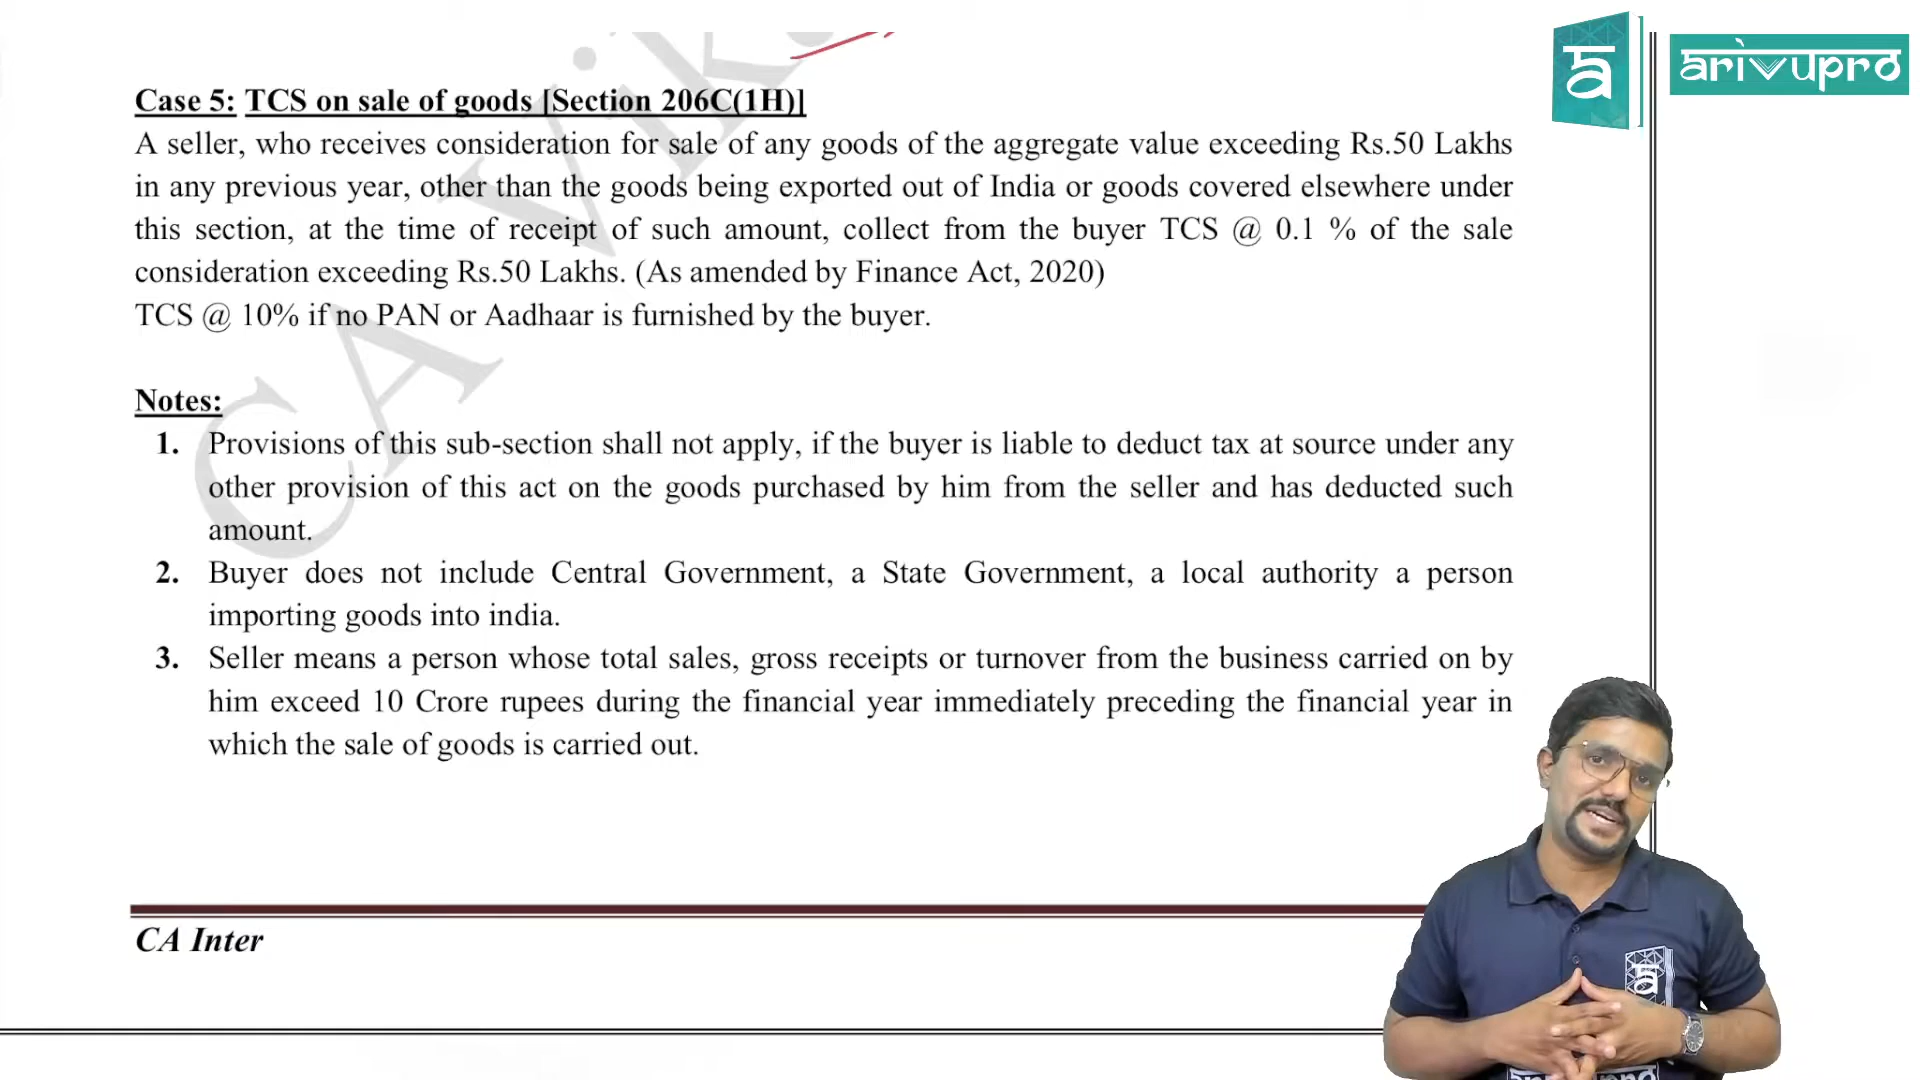 arivupro
Case 5: TCS on sale of goods [Section 206C(1H)]
A seller, who receives consideration for sale of any goods of the aggregate value exceeding Rs.50 Lakhs
in any previous year, other than the goods being exported out of India or goods covered elsewhere under
this section, at the time of receipt of such amount, collect from the buyer TCS @ 0.1 % of the sale
consideration exceeding Rs.50 Lakhs. (As amended by Finance Act, 2020)
TCS @ 10% if no PAN or Aadhaar is furnished by the buyer.
Notes:
1. Provisions of this sub-section shall not apply, if the buyer is liable to deduct tax at source under any
other provision of this act on the goods purchased by him from the seller and has deducted such
amount.
2. Buyer does not include Central Government, a State Government, a local authority a person
importing goods into india.
3. Seller means a person whose total sales, gross receipts or turnover from the business carried on by
him exceed 10 Crore rupees during the financial year immediately preceding the financial year in
which the sale of goods is carried out.
CA Inter